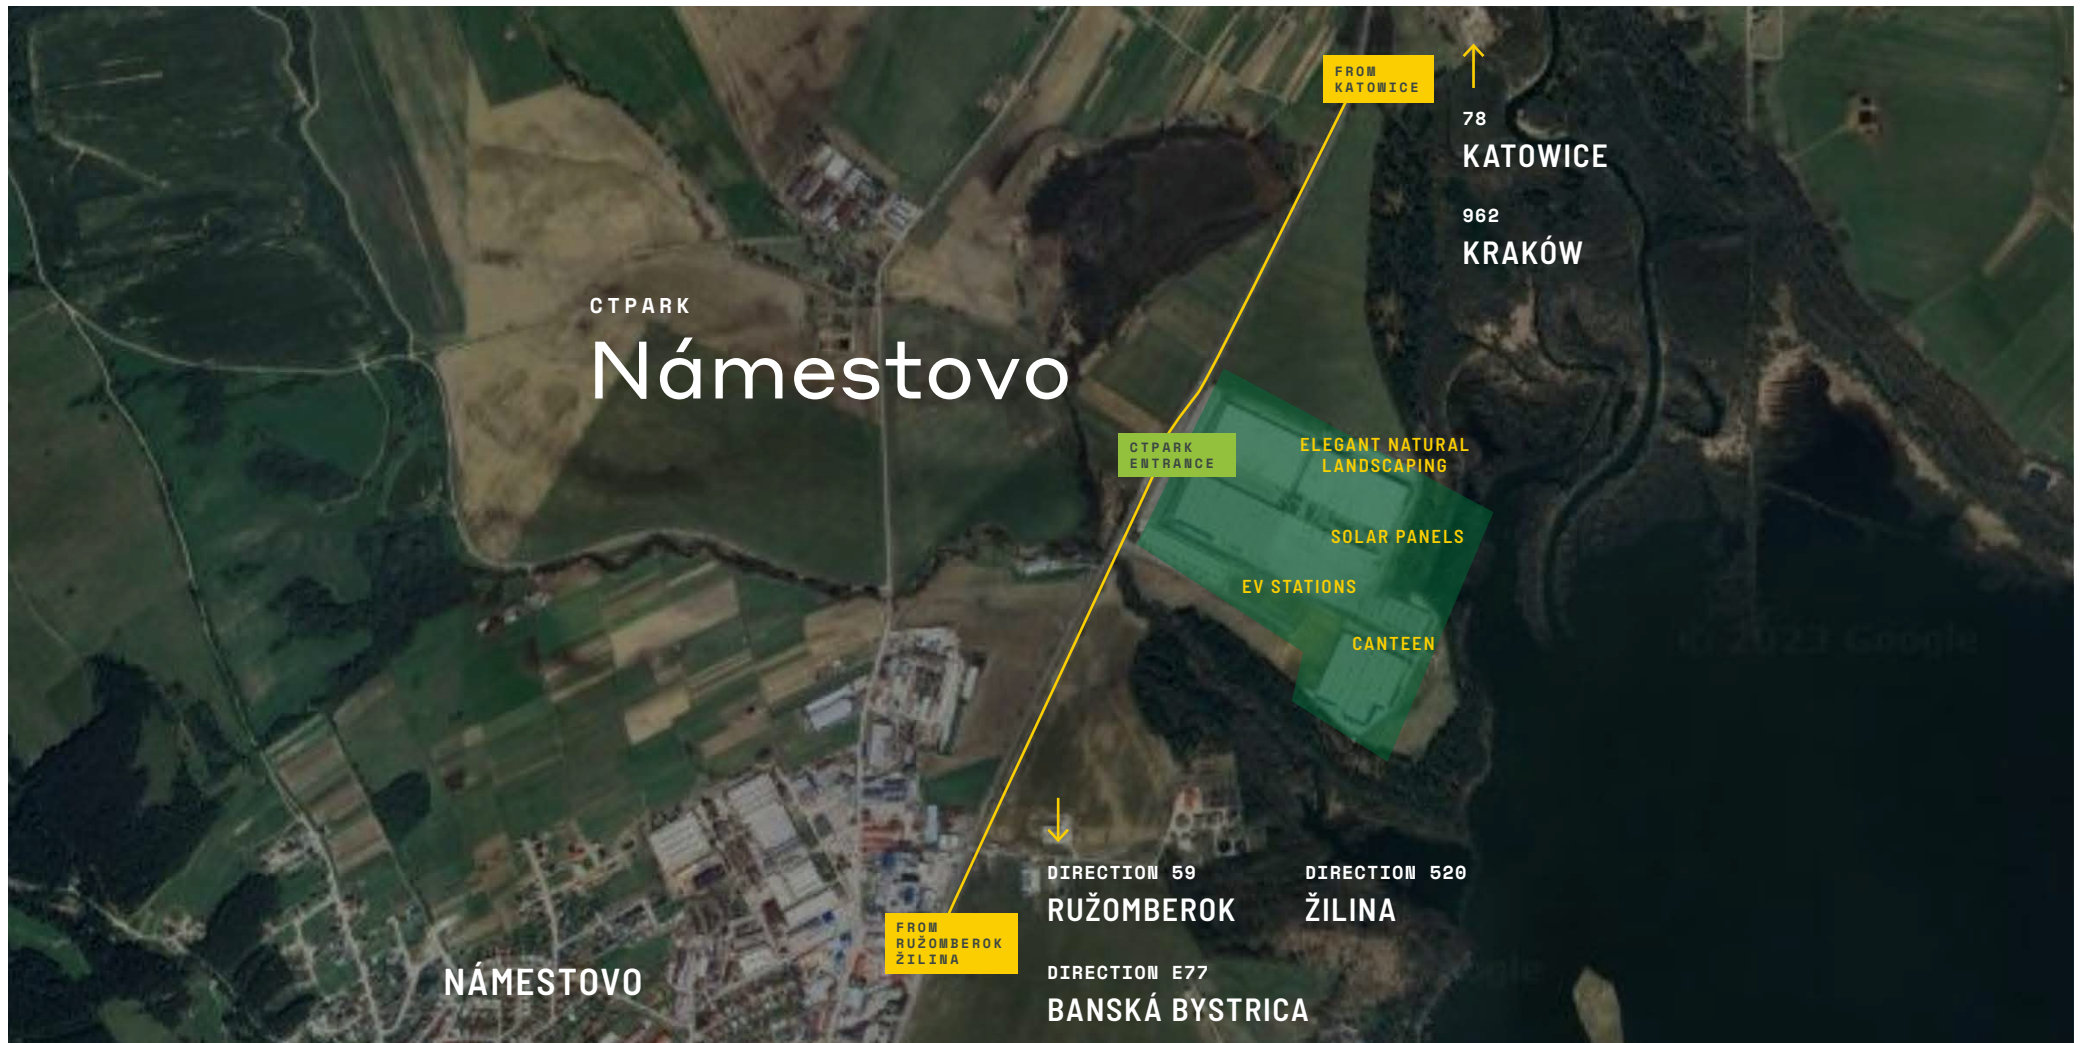 FROM
KATOWICE
78
KATOWICE
962
KRAKÓW
CTPARK
Námestovo
CTPARK
ENTRANCE
ELEGANT NATURAL
LANDSCAPING
SOLAR PANELS
EV STATIONS
CANTEEN
DIRECTION 59
RUŽOMBEROK
DIRECTION 520
ŽILINA
FROM
RUŽOMBEROK
ŽILINA
NÁMESTOVO
DIRECTION E77
BANSKÁ BYSTRICA